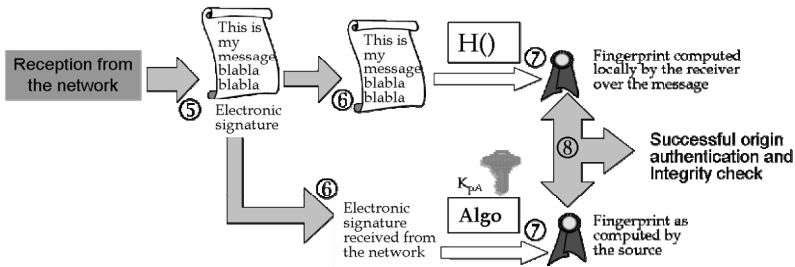 Reception from
the network
⑤
This is
my
message
blabla
blabla
Electronic
signature
⑥
This is
my
message
blabla
blabla
H()
⑦
Fingerprint computed
locally by the receiver
over the message
⑧
Successful origin
authentication and
Integrity check
⑥
Electronic
signature
received from
the network
KpA
Algo
⑦
Fingerprint as
computed by
the source